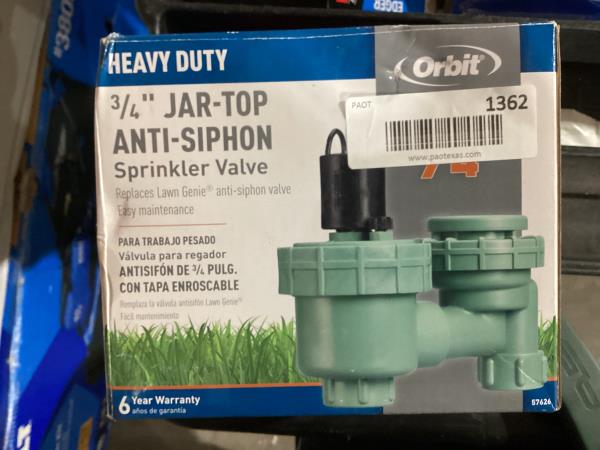 HEAVY DUTY
Orbit®
3/4" JAR-TOP
ANTI-SIPHON
Sprinkler Valve
Replaces Lawn Genie® anti-siphon valve
Easy maintenance
PARA TRABAJO PESADO
Válvula para regador
ANTISIFÓN DE 3/4 PULG.
CON TAPA ENROSCABLE
Remplaza la válvula antisifón Lawn Genie®
Fácil mantenimiento
6 Year Warranty
años de garantía
PAOT
1362
www.paotexas.com
57626
EDGER